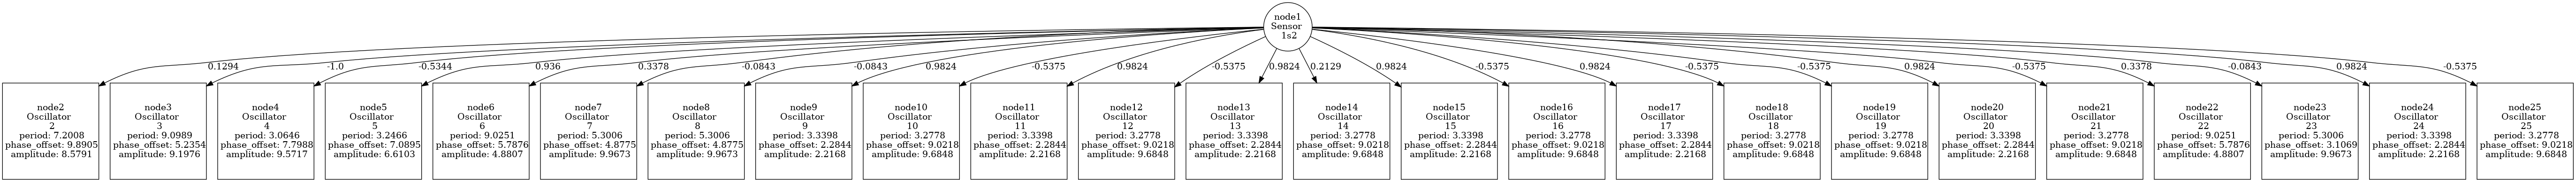 node1
Sensor
1s2
0.1294
-1.0
-0.5344
0.936
0.3378
-0.0843
-0.0843
0.9824
-0.5375
0.9824
-0.5375
0.9824
0.2129
0.9824
-0.5375
0.9824
-0.5375
-0.5375
0.9824
-0.5375
0.3378
-0.0843
0.9824
-0.5375
node2
Oscillator
2
period: 7.2008
phase_offset: 9.8905
amplitude: 8.5791
node3
Oscillator
3
period: 9.0989
phase_offset: 5.2354
amplitude: 9.1976
node4
Oscillator
4
period: 3.0646
phase_offset: 7.7988
amplitude: 9.5717
node5
Oscillator
5
period: 3.2466
phase_offset: 7.0895
amplitude: 6.6103
node6
Oscillator
6
period: 9.0251
phase_offset: 5.7876
amplitude: 4.8807
node7
Oscillator
7
period: 5.3006
phase_offset: 4.8775
amplitude: 9.9673
node8
Oscillator
8
period: 5.3006
phase_offset: 4.8775
amplitude: 9.9673
node9
Oscillator
9
period: 3.3398
phase_offset: 2.2844
amplitude: 2.2168
node10
Oscillator
10
period: 3.2778
phase_offset: 9.0218
amplitude: 9.6848
node11
Oscillator
11
period: 3.3398
phase_offset: 2.2844
amplitude: 2.2168
node12
Oscillator
12
period: 3.2778
phase_offset: 9.0218
amplitude: 9.6848
node13
Oscillator
13
period: 3.3398
phase_offset: 2.2844
amplitude: 2.2168
node14
Oscillator
14
period: 3.2778
phase_offset: 9.0218
amplitude: 9.6848
node15
Oscillator
15
period: 3.3398
phase_offset: 2.2844
amplitude: 2.2168
node16
Oscillator
16
period: 3.2778
phase_offset: 9.0218
amplitude: 9.6848
node17
Oscillator
17
period: 3.3398
phase_offset: 2.2844
amplitude: 2.2168
node18
Oscillator
18
period: 3.2778
phase_offset: 9.0218
amplitude: 9.6848
node19
Oscillator
19
period: 3.2778
phase_offset: 9.0218
amplitude: 9.6848
node20
Oscillator
20
period: 3.3398
phase_offset: 2.2844
amplitude: 2.2168
node21
Oscillator
21
period: 3.2778
phase_offset: 9.0218
amplitude: 9.6848
node22
Oscillator
22
period: 9.0251
phase_offset: 5.7876
amplitude: 4.8807
node23
Oscillator
23
period: 5.3006
phase_offset: 3.1069
amplitude: 9.9673
node24
Oscillator
24
period: 3.3398
phase_offset: 2.2844
amplitude: 2.2168
node25
Oscillator
25
period: 3.2778
phase_offset: 9.0218
amplitude: 9.6848